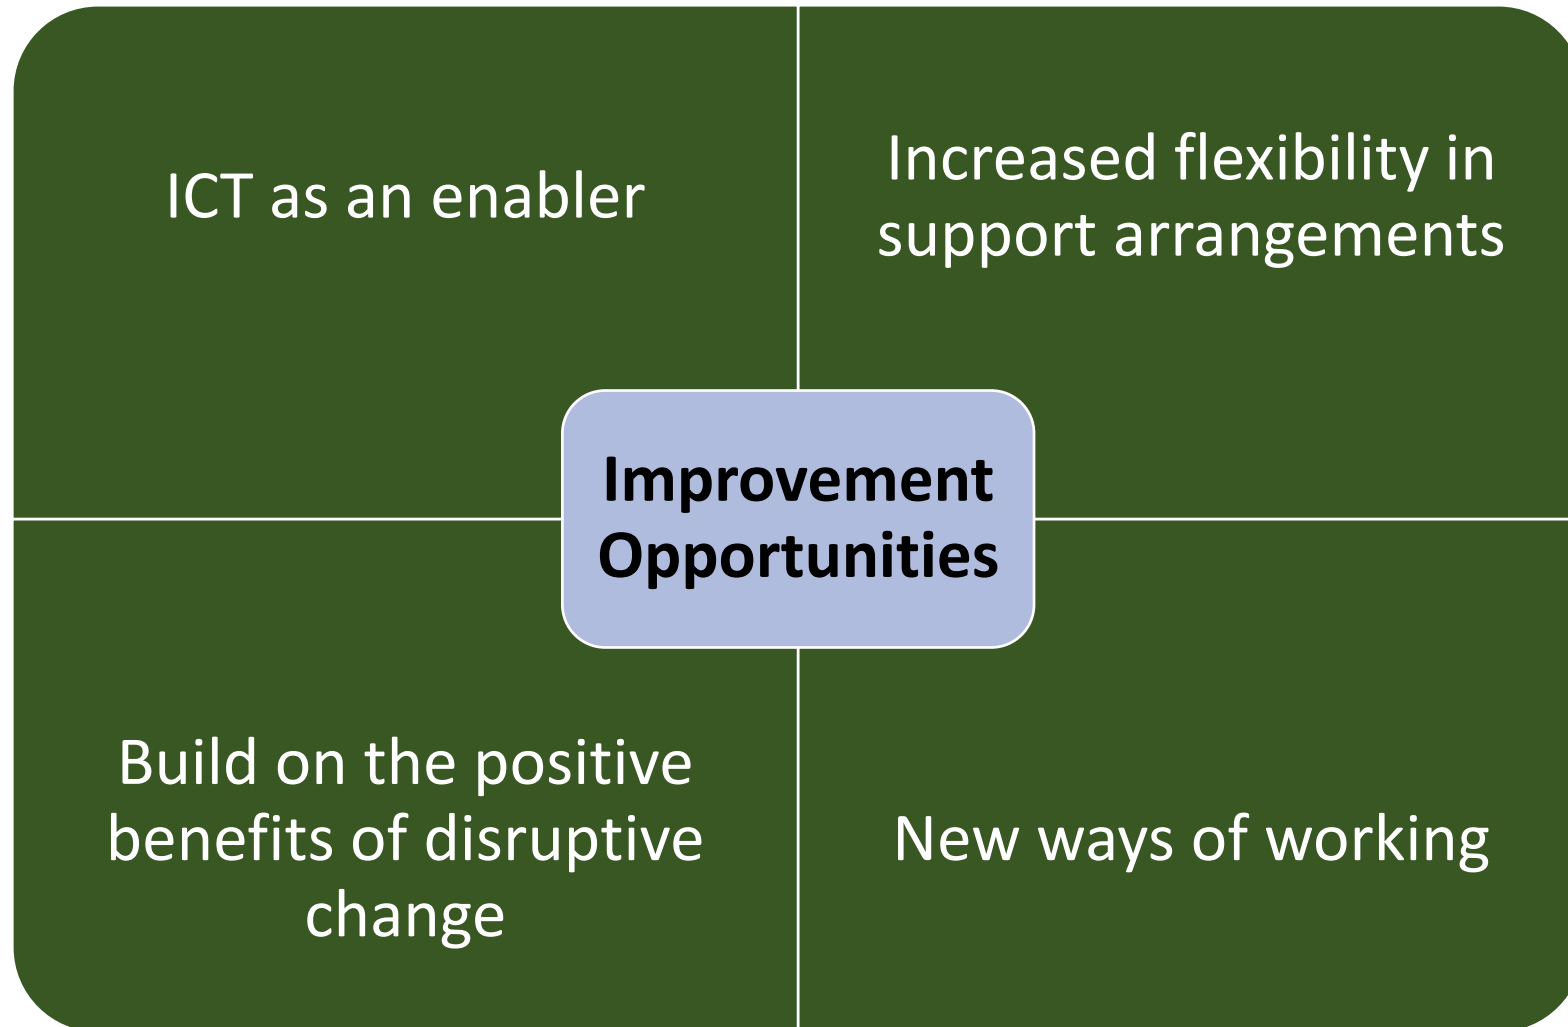 ICT as an enabler
Increased flexibility in
support arrangements
Improvement
Opportunities
Build on the positive
benefits of disruptive
change
New ways of working